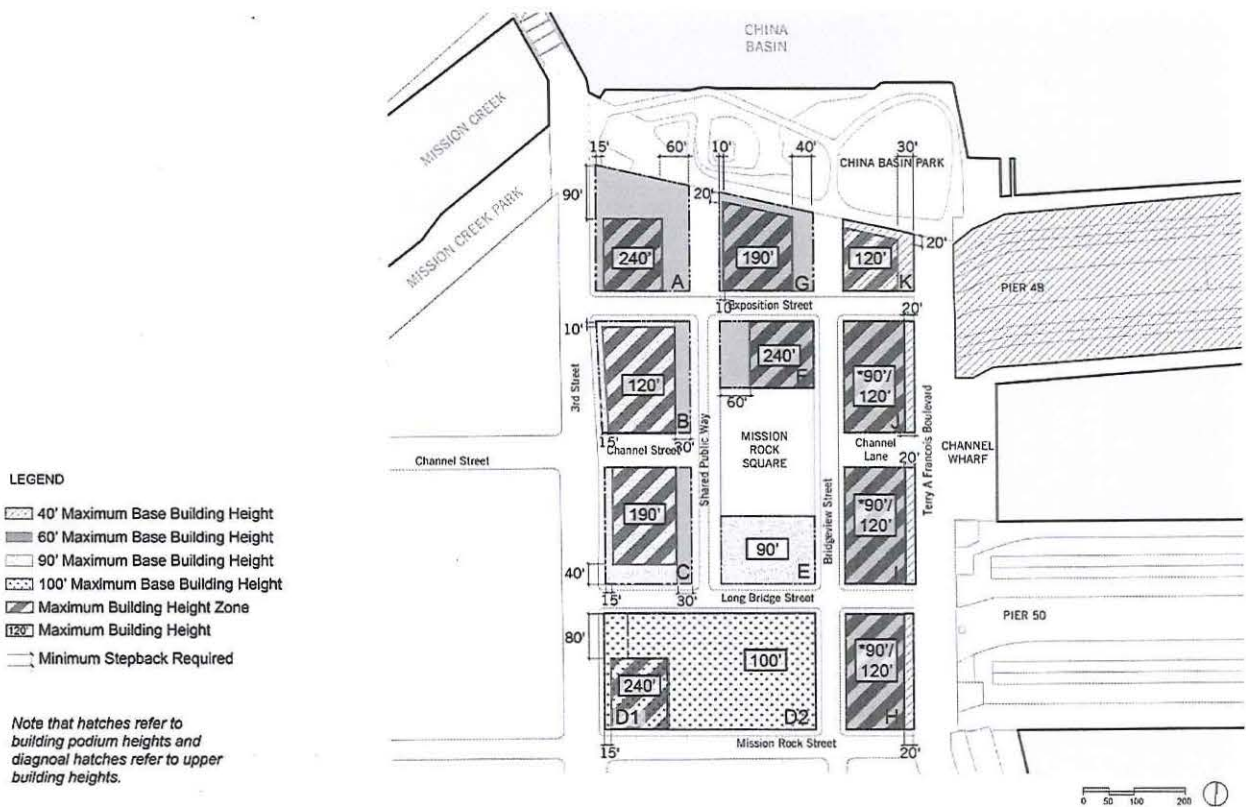 CHINA
BASIN
MISSION CREEK
MISSION CREEK PARK
15'
60'
10'
40'
30'
CHINA BASIN PARK
90'
20'
20'
240'
190'
120'
A
G
K
PIER 48
10'
Exposition Street
20'
10'
3rd Street
120'
240'
*90'/
120'
B
F
J
60'
15'
30'
Channel Street
Shared Public Way
MISSION
ROCK
SQUARE
Channel
Lane
20'
Terry A Francois Boulevard
CHANNEL
WHARF
Channel Street
190'
Bridgeview Street
*90'/
120'
90'
40'
C
E
I
15'
30'
Long Bridge Street
80'
100'
*90'/
120'
PIER 50
240'
D1
D2
H
15'
Mission Rock Street
20'
LEGEND
40' Maximum Base Building Height
60' Maximum Base Building Height
90' Maximum Base Building Height
100' Maximum Base Building Height
Maximum Building Height Zone
120' Maximum Building Height
Minimum Stepback Required
Note that hatches refer to
building podium heights and
diagnoal hatches refer to upper
building heights.
0 50 100 200